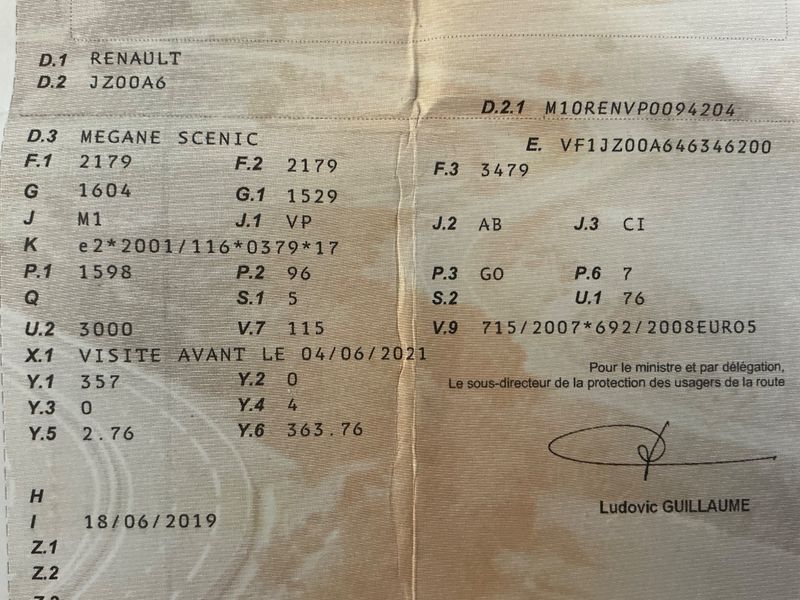 D.1 RENAULT
D.2 JZ00A6
D.2.1 M10RENVP0094204
D.3 MEGANE SCENIC
E. VF1JZ00A646346200
F.1 2179 F.2 2179 F.3 3479
G 1604 G.1 1529
J M1 J.1 VP J.2 AB J.3 CI
K e2*2001/116*0379*17
P.1 1598 P.2 96 P.3 GO P.6 7
Q S.1 5 S.2 U.1 76
U.2 3000 V.7 115 V.9 715/2007*692/2008EURO5
X.1 VISITE AVANT LE 04/06/2021
Y.1 357 Y.2 0
Y.3 0 Y.4 4
Y.5 2.76 Y.6 363.76
Pour le ministre et par délégation,
Le sous-directeur de la protection des usagers de la route
Ludovic GUILLAUME
H
I 18/06/2019
Z.1
Z.2